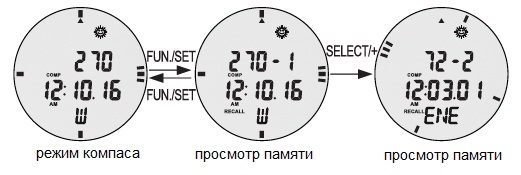 270
COMP
12:10.16
AM
W
режим компаса
FUN./SET
FUN./SET
270-1
COMP
12:10.16
AM
RECALL
W
просмотр памяти
SELECT/+
72-2
COMP
12:03.01
AM
RECALL
ENE
просмотр памяти